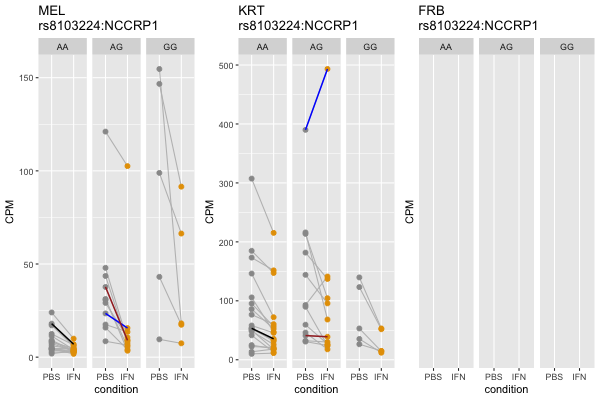 MEL
rs8103224:NCCRP1
AA AG GG
CPM
150
100
50
0
PBS IFN PBS IFN PBS IFN
condition
KRT
rs8103224:NCCRP1
AA AG GG
CPM
500
400
300
200
100
0
PBS IFN PBS IFN PBS IFN
condition
FRB
rs8103224:NCCRP1
AA AG GG
CPM
PBS IFN PBS IFN PBS IFN
condition